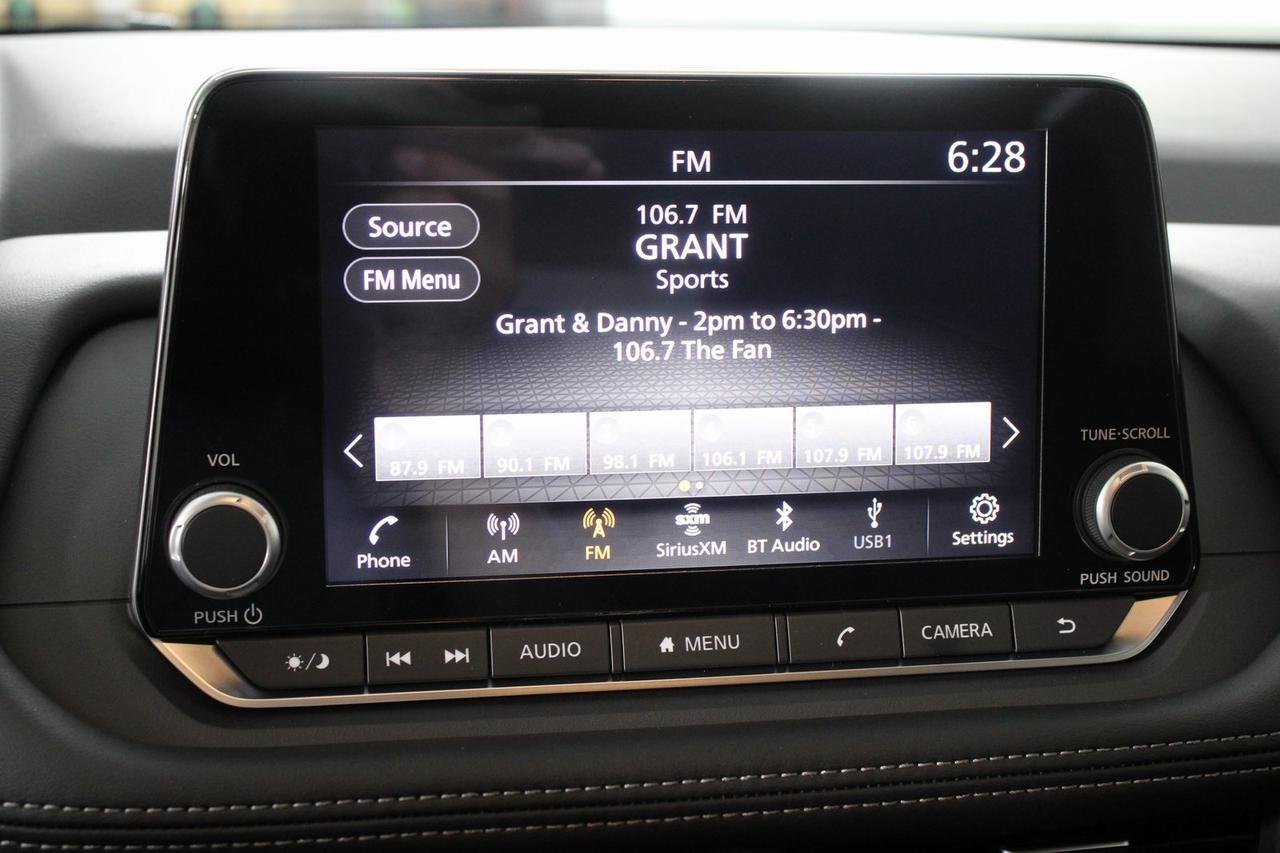 FM
6:28
Source
106.7 FM
GRANT
FM Menu
Sports
Grant & Danny - 2pm to 6:30pm -
106.7 The Fan
VOL
TUNE·SCROLL
87.9 FM
90.1 FM
98.1 FM
106.1 FM
107.9 FM
107.9 FM
Phone
AM
FM
sxm
SiriusXM
BT Audio
USB1
Settings
PUSH
PUSH SOUND
AUDIO
MENU
CAMERA